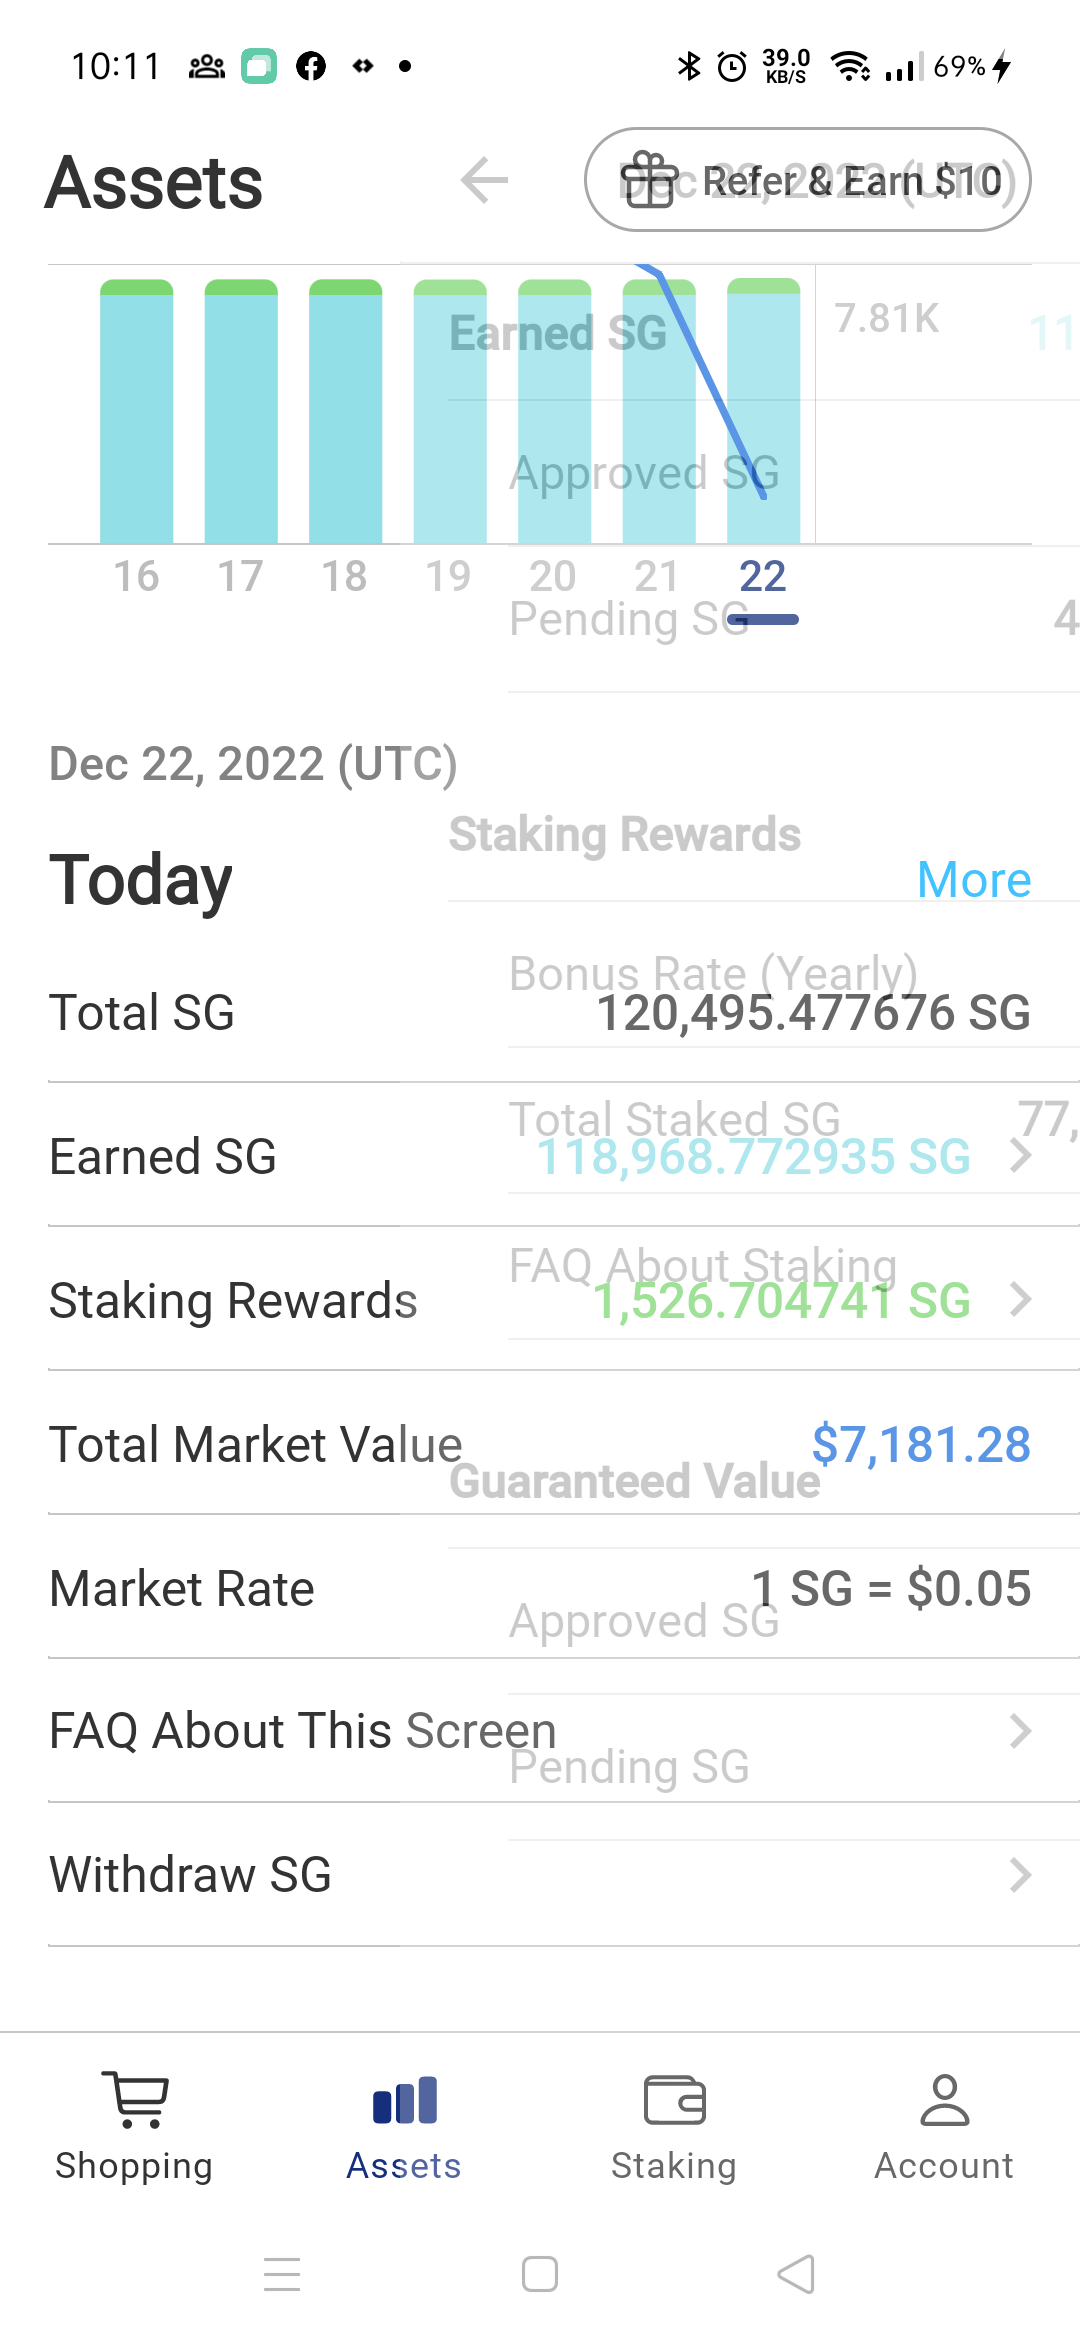 10:11 39.0 KB/S 69%
Assets Refer & Earn $10
Dec 22, 2022 (UTC)
7.81K
Earned SG 11
Approved SG
16 17 18 19 20 21 22
Pending SG 4
Dec 22, 2022 (UTC)
Staking Rewards
Today More
Bonus Rate (Yearly)
Total SG 120,495.477676 SG
Total Staked SG 77,
Earned SG 118,968.772935 SG
FAQ About Staking
Staking Rewards 1,526.704741 SG
Total Market Value $7,181.28
Guaranteed Value
Market Rate 1 SG = $0.05
Approved SG
FAQ About This Screen
Pending SG
Withdraw SG
Shopping Assets Staking Account